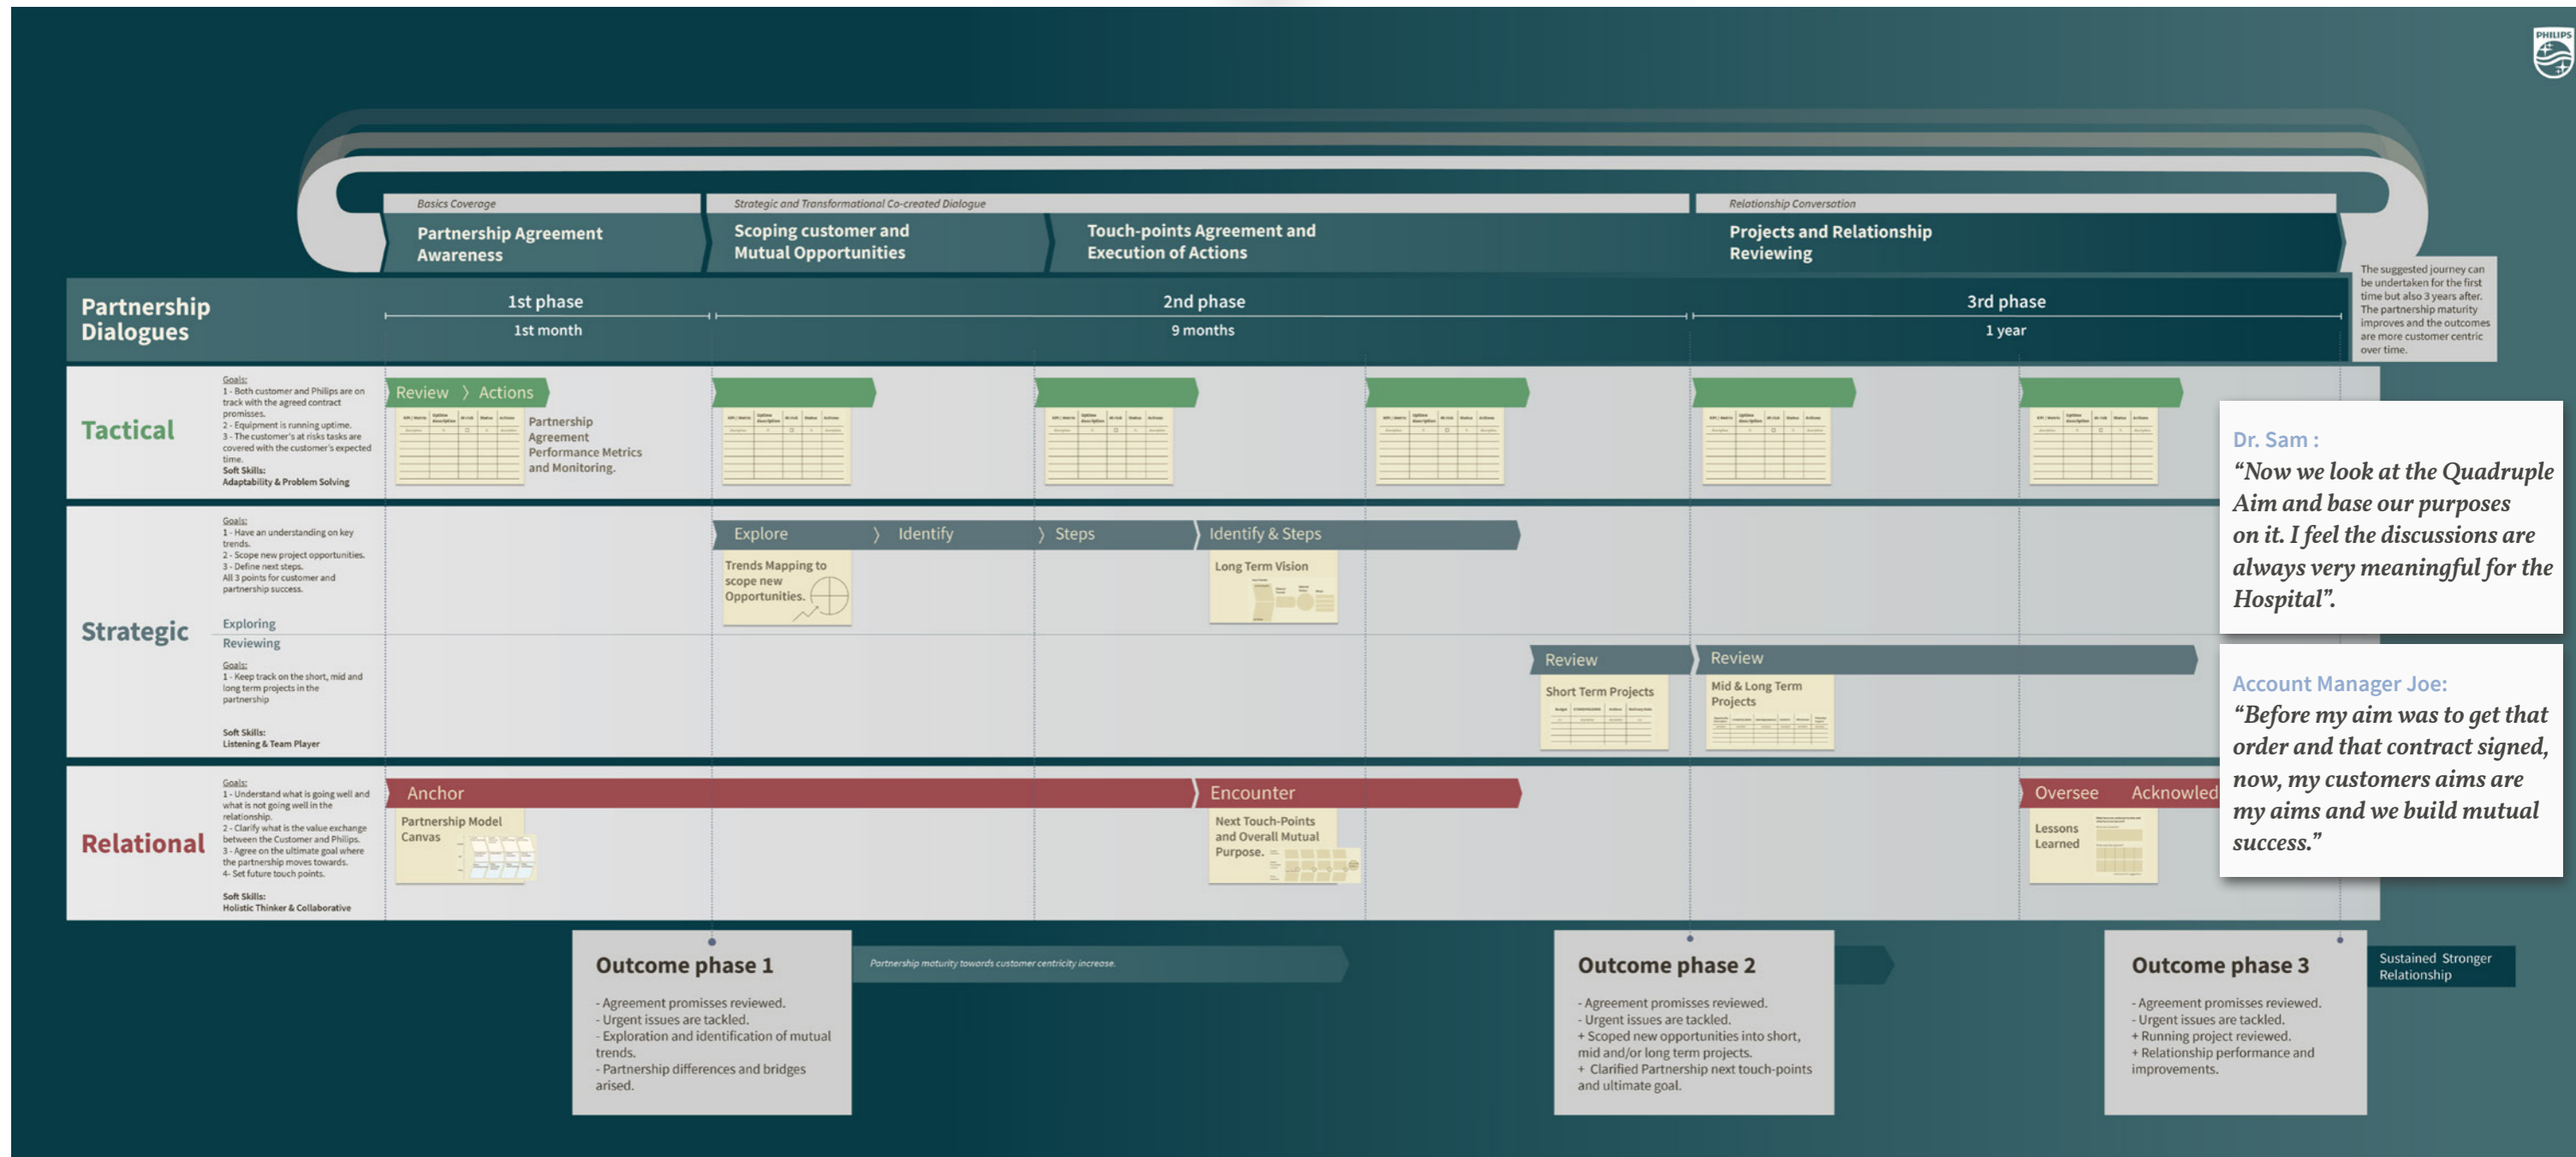 PHILIPS
Basics Coverage
Strategic and Transformational Co-created Dialogue
Relationship Conversation
Partnership Agreement
Awareness
Scoping customer and
Mutual Opportunities
Touch-points Agreement and
Execution of Actions
Projects and Relationship
Reviewing
The suggested journey can
be undertaken for the first
time but also 3 years after.
The partnership maturity
improves and the outcomes
are more customer centric
over time.
Partnership
Dialogues
1st phase
1st month
2nd phase
9 months
3rd phase
1 year
Tactical
Goals:
1 - Both customer and Philips are on
track with the agreed contract
promisses.
2 - Equipment is running uptime.
3 - The customer's at risks tasks are
covered with the customer's expected
time.
Soft Skills:
Adaptability & Problem Solving
Review 〉 Actions
Partnership
Agreement
Performance Metrics
and Monitoring.
Strategic
Goals:
1 - Have an understanding on key
trends.
2 - Scope new project opportunities.
3 - Define next steps.
All 3 points for customer and
partnership success.
Exploring
Reviewing
Goals:
1 - Keep track on the short, mid and
long term projects in the
partnership
Soft Skills:
Listening & Team Player
Explore 〉 Identify 〉 Steps
Identify & Steps
Trends Mapping to
scope new
Opportunities.
Long Term Vision
Review
Review
Short Term Projects
Mid & Long Term
Projects
Relational
Goals:
1 - Understand what is going well and
what is not going well in the
relationship.
2 - Clarify what is the value exchange
between the Customer and Philips.
3 - Agree on the ultimate goal where
the partnership moves towards.
4- Set future touch points.
Soft Skills:
Holistic Thinker & Collaborative
Anchor
Partnership Model
Canvas
Encounter
Next Touch-Points
and Overall Mutual
Purpose.
Oversee Acknowled
Lessons
Learned
Dr. Sam :
“Now we look at the Quadruple
Aim and base our purposes
on it. I feel the discussions are
always very meaningful for the
Hospital”.
Account Manager Joe:
“Before my aim was to get that
order and that contract signed,
now, my customers aims are
my aims and we build mutual
success.”
Outcome phase 1
- Agreement promisses reviewed.
- Urgent issues are tackled.
- Exploration and identification of mutual
trends.
- Partnership differences and bridges
arised.
Partnership maturity towards customer centricity increase.
Outcome phase 2
- Agreement promisses reviewed.
- Urgent issues are tackled.
+ Scoped new opportunities into short,
mid and/or long term projects.
+ Clarified Partnership next touch-points
and ultimate goal.
Outcome phase 3
- Agreement promisses reviewed.
- Urgent issues are tackled.
+ Running project reviewed.
+ Relationship performance and
improvements.
Sustained Stronger
Relationship